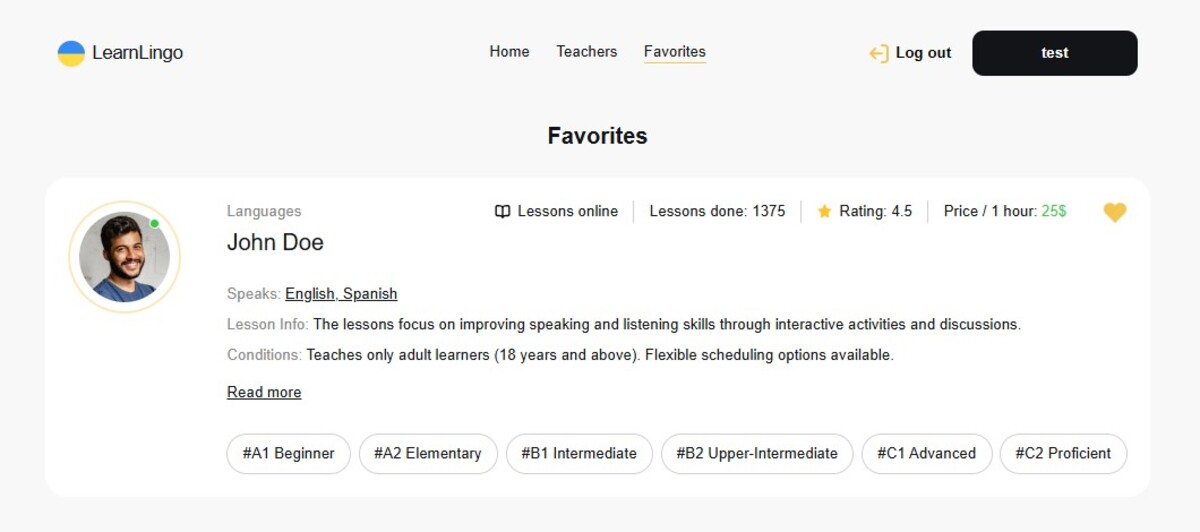 LearnLingo
Home Teachers Favorites
Log out
test
Favorites
Languages
Lessons online
Lessons done: 1375
Rating: 4.5
Price / 1 hour: 25$
John Doe
Speaks: English, Spanish
Lesson Info: The lessons focus on improving speaking and listening skills through interactive activities and discussions.
Conditions: Teaches only adult learners (18 years and above). Flexible scheduling options available.
Read more
#A1 Beginner #A2 Elementary #B1 Intermediate #B2 Upper-Intermediate #C1 Advanced #C2 Proficient